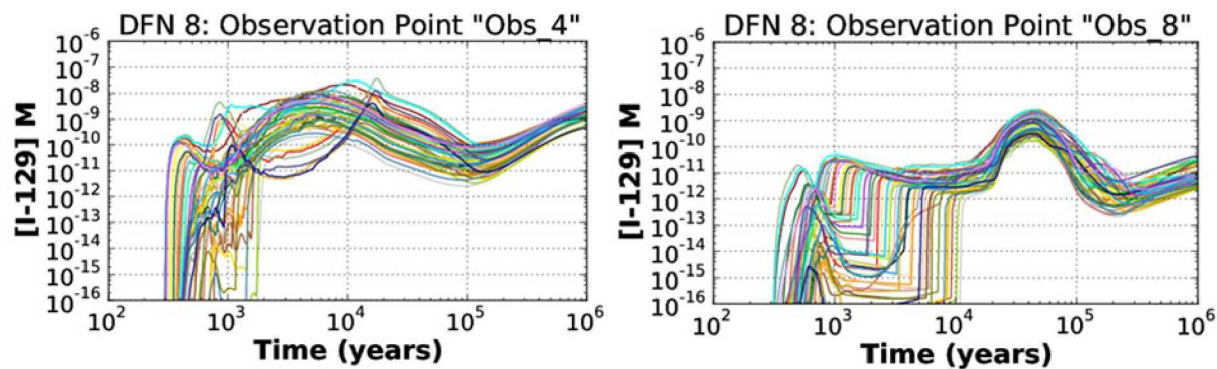 DFN 8: Observation Point "Obs_4"
10^-6
10^-7
10^-8
10^-9
10^-10
10^-11
10^-12
10^-13
10^-14
10^-15
10^-16
[I-129] M
10^2 10^3 10^4 10^5 10^6
Time (years)
DFN 8: Observation Point "Obs_8"
10^-6
10^-7
10^-8
10^-9
10^-10
10^-11
10^-12
10^-13
10^-14
10^-15
10^-16
[I-129] M
10^2 10^3 10^4 10^5 10^6
Time (years)